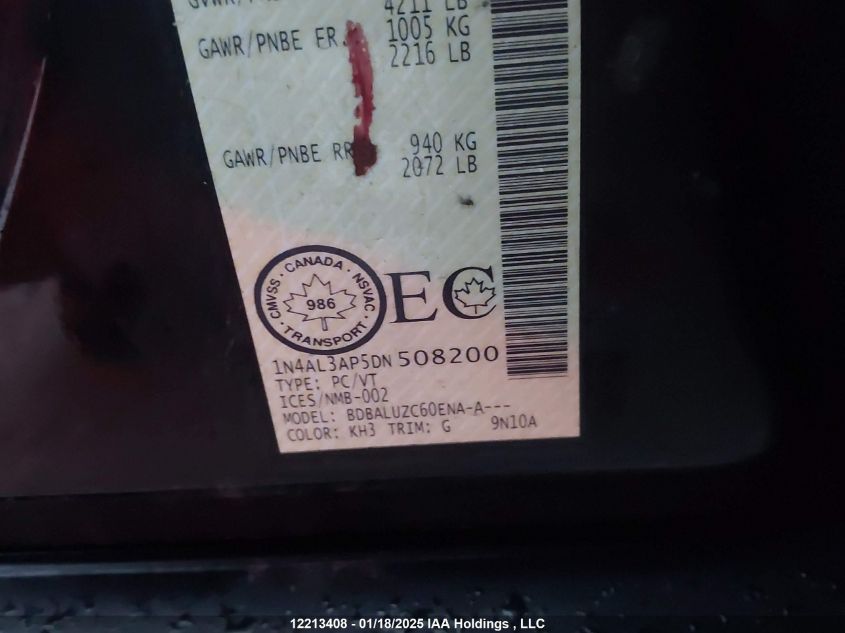 4211 LB
GAWR/PNBE FR 1005 KG
2216 LB
GAWR/PNBE RR 940 KG
2072 LB
CMVSS · CANADA · NSVAC · TRANSPORT ·
986
EC
1N4AL3AP5DN508200
TYPE: PC/VT
ICES/NMB-002
MODEL: BDBALUZC60ENA-A---
COLOR: KH3 TRIM: G 9N10A
12213408 - 01/18/2025 IAA Holdings , LLC